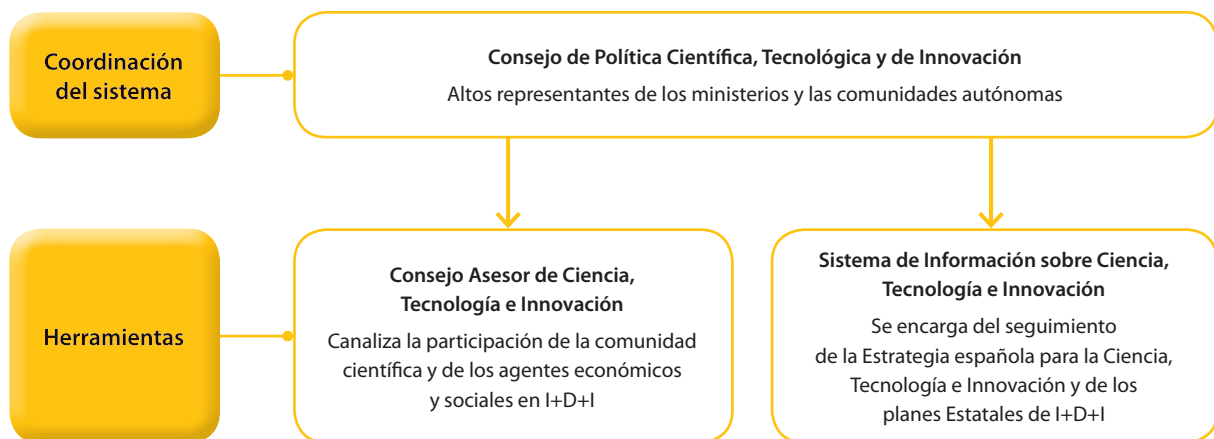 Coordinación
del sistema
Consejo de Política Científica, Tecnológica y de Innovación
Altos representantes de los ministerios y las comunidades autónomas
Herramientas
Consejo Asesor de Ciencia,
Tecnología e Innovación
Canaliza la participación de la comunidad
científica y de los agentes económicos
y sociales en I+D+I
Sistema de Información sobre Ciencia,
Tecnología e Innovación
Se encarga del seguimiento
de la Estrategia española para la Ciencia,
Tecnología e Innovación y de los
planes Estatales de I+D+I